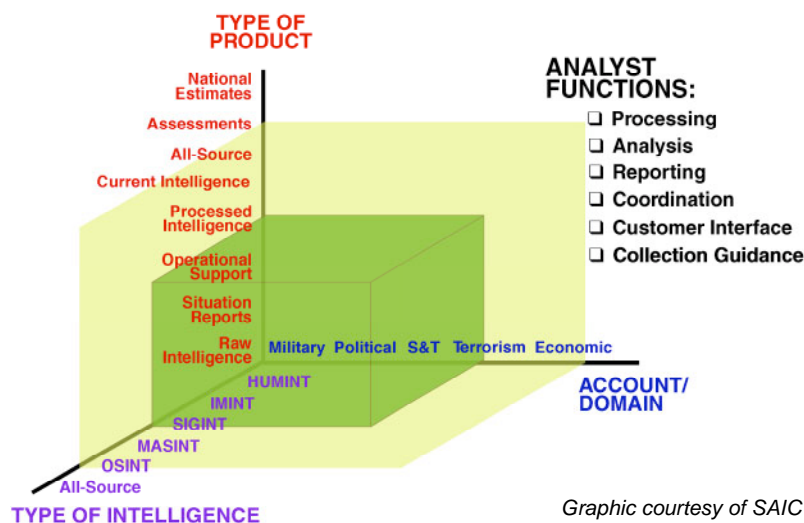 TYPE OF
PRODUCT
National
Estimates
Assessments
All-Source
Current Intelligence
Processed
Intelligence
Operational
Support
Situation
Reports
Raw
Intelligence
Military Political S&T Terrorism Economic
ACCOUNT/
DOMAIN
HUMINT
IMINT
SIGINT
MASINT
OSINT
All-Source
TYPE OF INTELLIGENCE
ANALYST
FUNCTIONS:
❏ Processing
❏ Analysis
❏ Reporting
❏ Coordination
❏ Customer Interface
❏ Collection Guidance
Graphic courtesy of SAIC